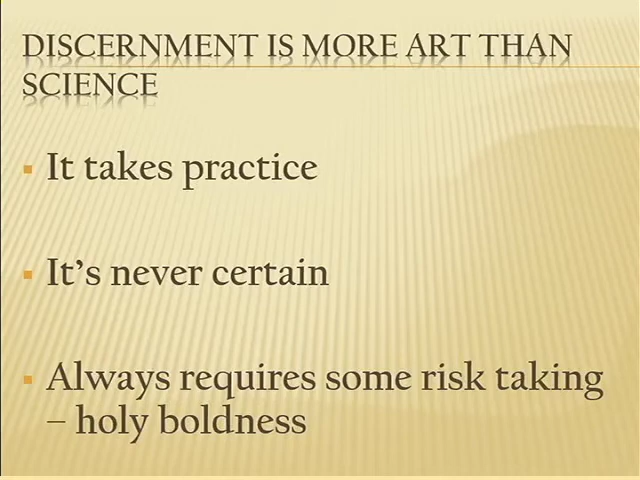 DISCERNMENT IS MORE ART THAN
SCIENCE
▪ It takes practice
▪ It's never certain
▪ Always requires some risk taking
– holy boldness